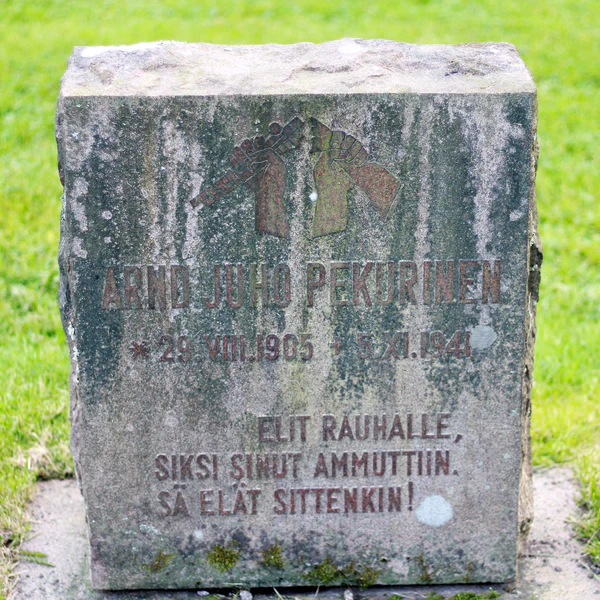 ARND JUHO PEKURINEN
* 29.VIII.1905 + 5.XI.1941
ELIT RAUHALLE,
SIKSI SINUT AMMUTTIIN.
SÄ ELÄT SITTENKIN!